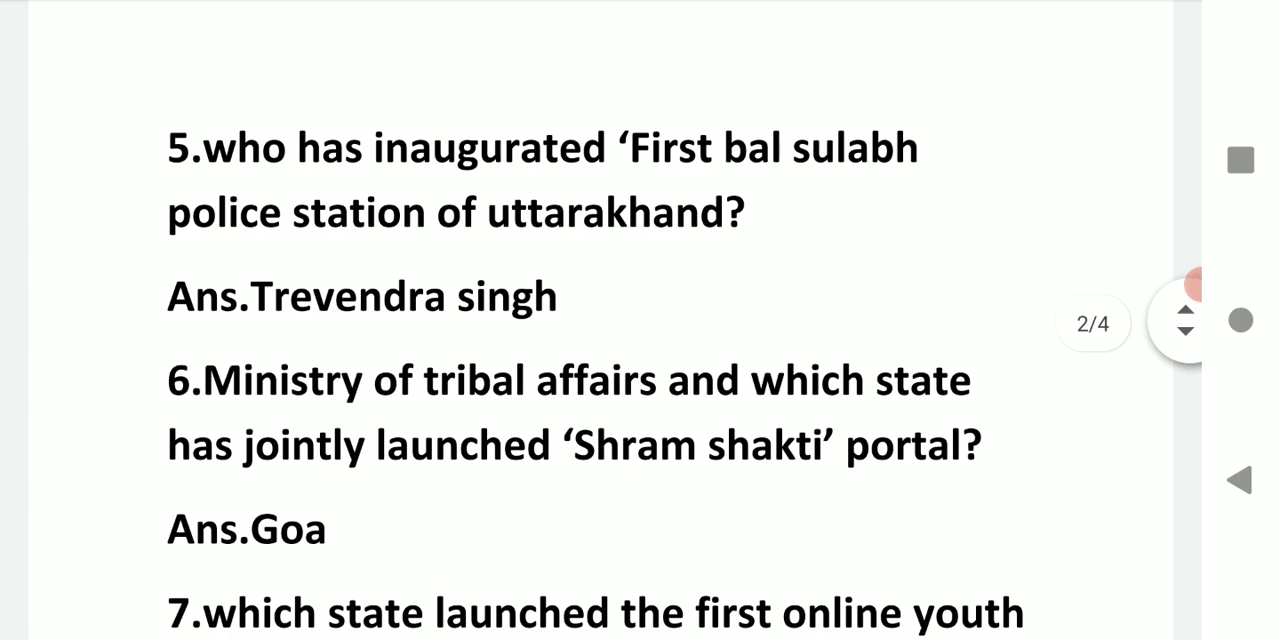 5.who has inaugurated ‘First bal sulabh
police station of uttarakhand?
Ans.Trevendra singh
2/4
6.Ministry of tribal affairs and which state
has jointly launched ‘Shram shakti’ portal?
Ans.Goa
7.which state launched the first online youth